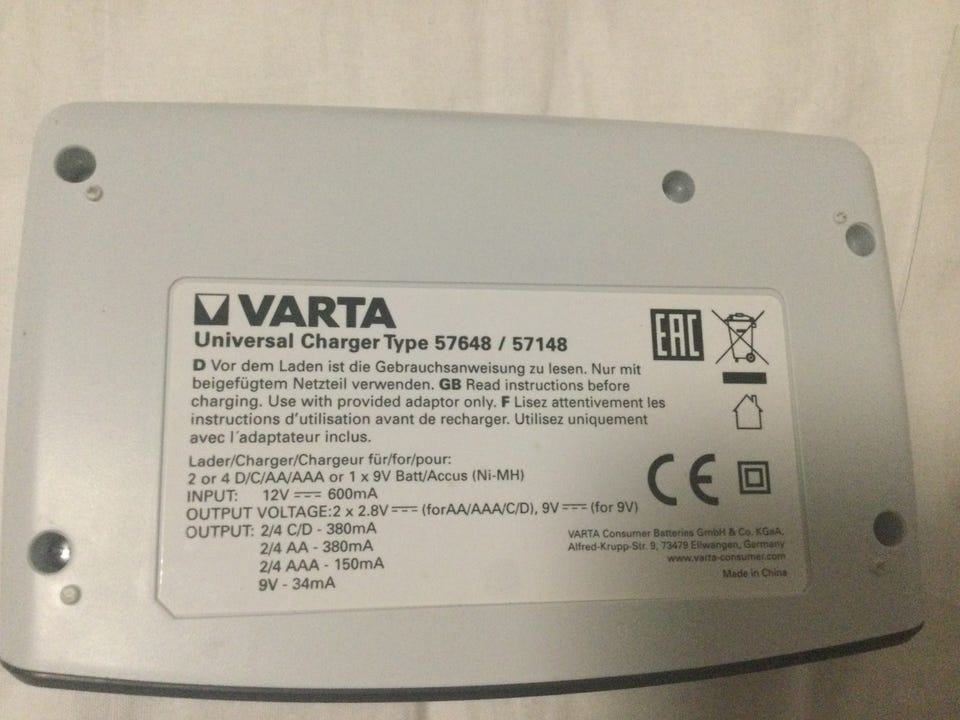 VARTA
Universal Charger Type 57648 / 57148
D Vor dem Laden ist die Gebrauchsanweisung zu lesen. Nur mit
beigefügtem Netzteil verwenden. GB Read instructions before
charging. Use with provided adaptor only. F Lisez attentivement les
instructions d'utilisation avant de recharger. Utilisez uniquement
avec l´adaptateur inclus.
Lader/Charger/Chargeur für/for/pour:
2 or 4 D/C/AA/AAA or 1 x 9V Batt/Accus (Ni-MH)
INPUT: 12V ⎓ 600mA
OUTPUT VOLTAGE:2 x 2.8V ⎓ (forAA/AAA/C/D), 9V ⎓ (for 9V)
OUTPUT: 2/4 C/D - 380mA
2/4 AA - 380mA
2/4 AAA - 150mA
9V - 34mA
EAC
CE
VARTA Consumer Batteries GmbH & Co. KGaA,
Alfred-Krupp-Str. 9, 73479 Ellwangen, Germany
www.varta-consumer.com
Made in China